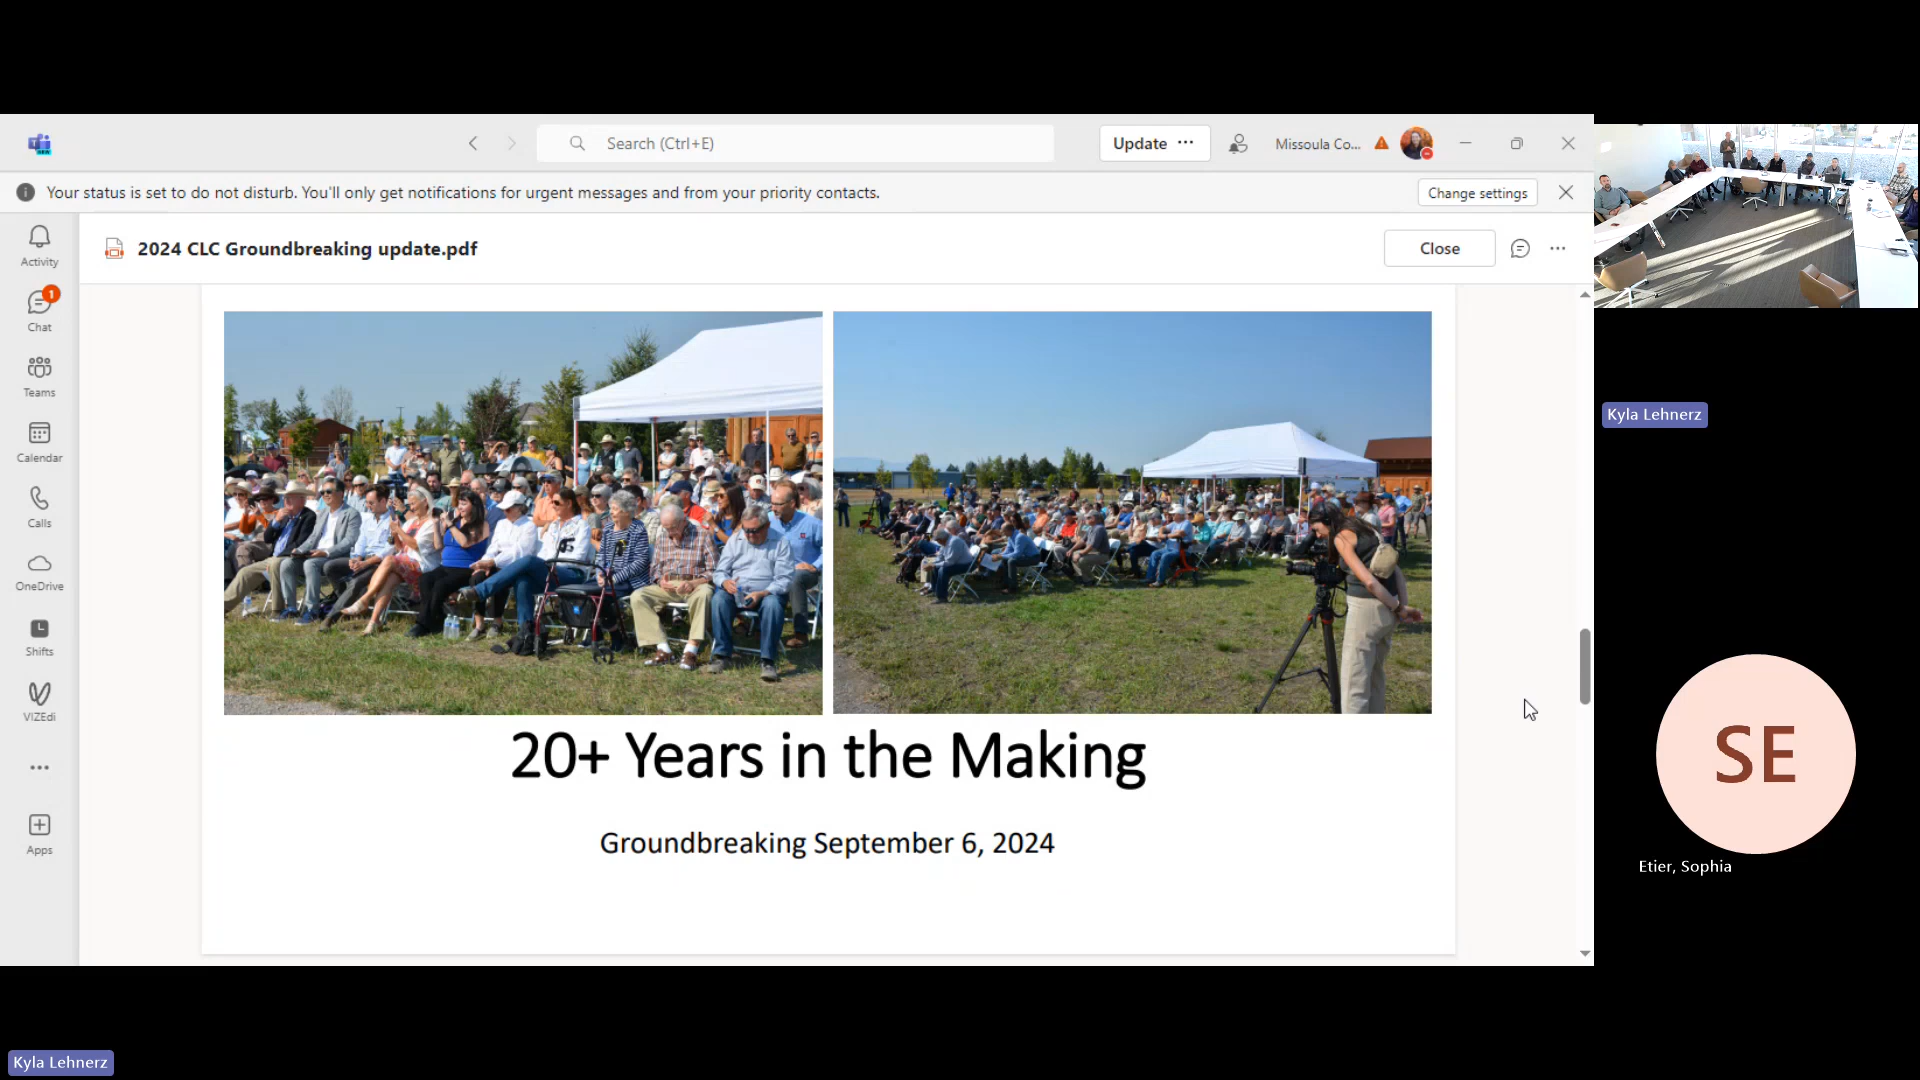 Search (Ctrl+E)
Update
Missoula Co...
Your status is set to do not disturb. You'll only get notifications for urgent messages and from your priority contacts.
Change settings
Activity
1
Chat
Teams
Calendar
Calls
OneDrive
Shifts
VIZEdi
Apps
2024 CLC Groundbreaking update.pdf
Close
20+ Years in the Making
Groundbreaking September 6, 2024
Kyla Lehnerz
SE
Etier, Sophia
Kyla Lehnerz